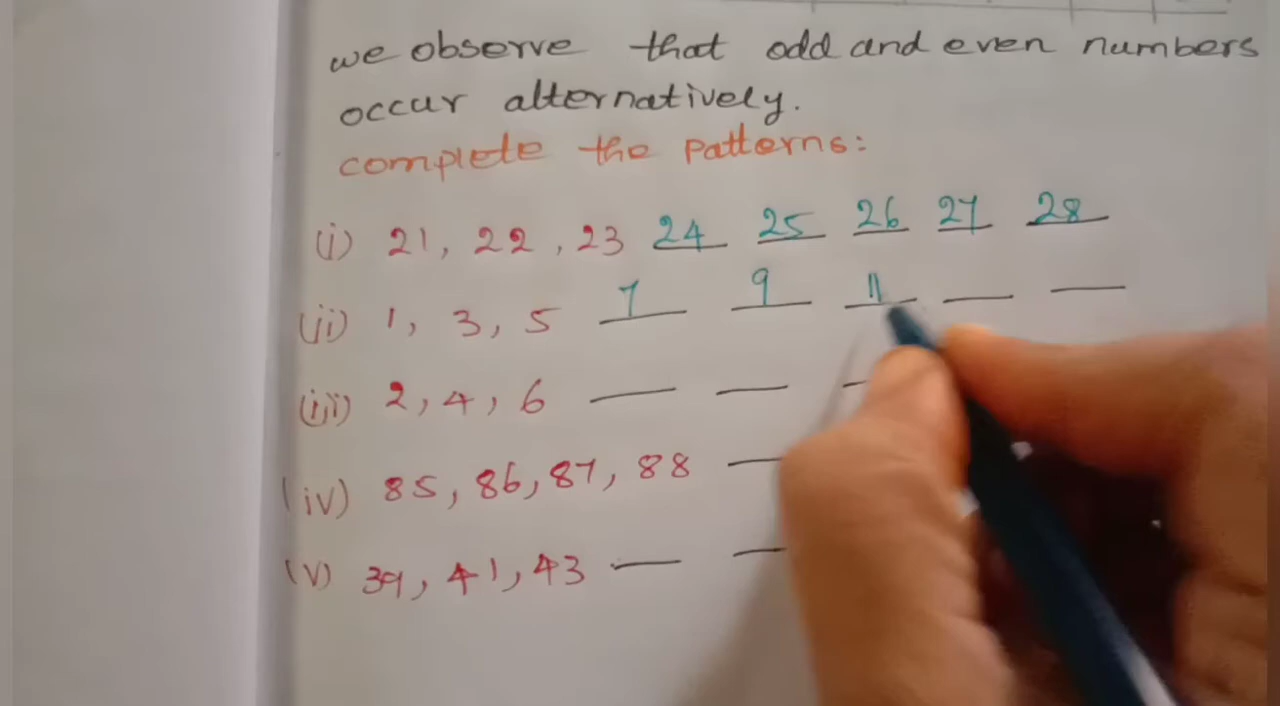 we observe that odd and even numbers
occur alternatively.
complete the patterns:
(i) 21, 22, 23 24 25 26 27 28
(ii) 1, 3, 5 7 9 11
(iii) 2, 4, 6
(iv) 85, 86, 87, 88
(v) 39, 41, 43